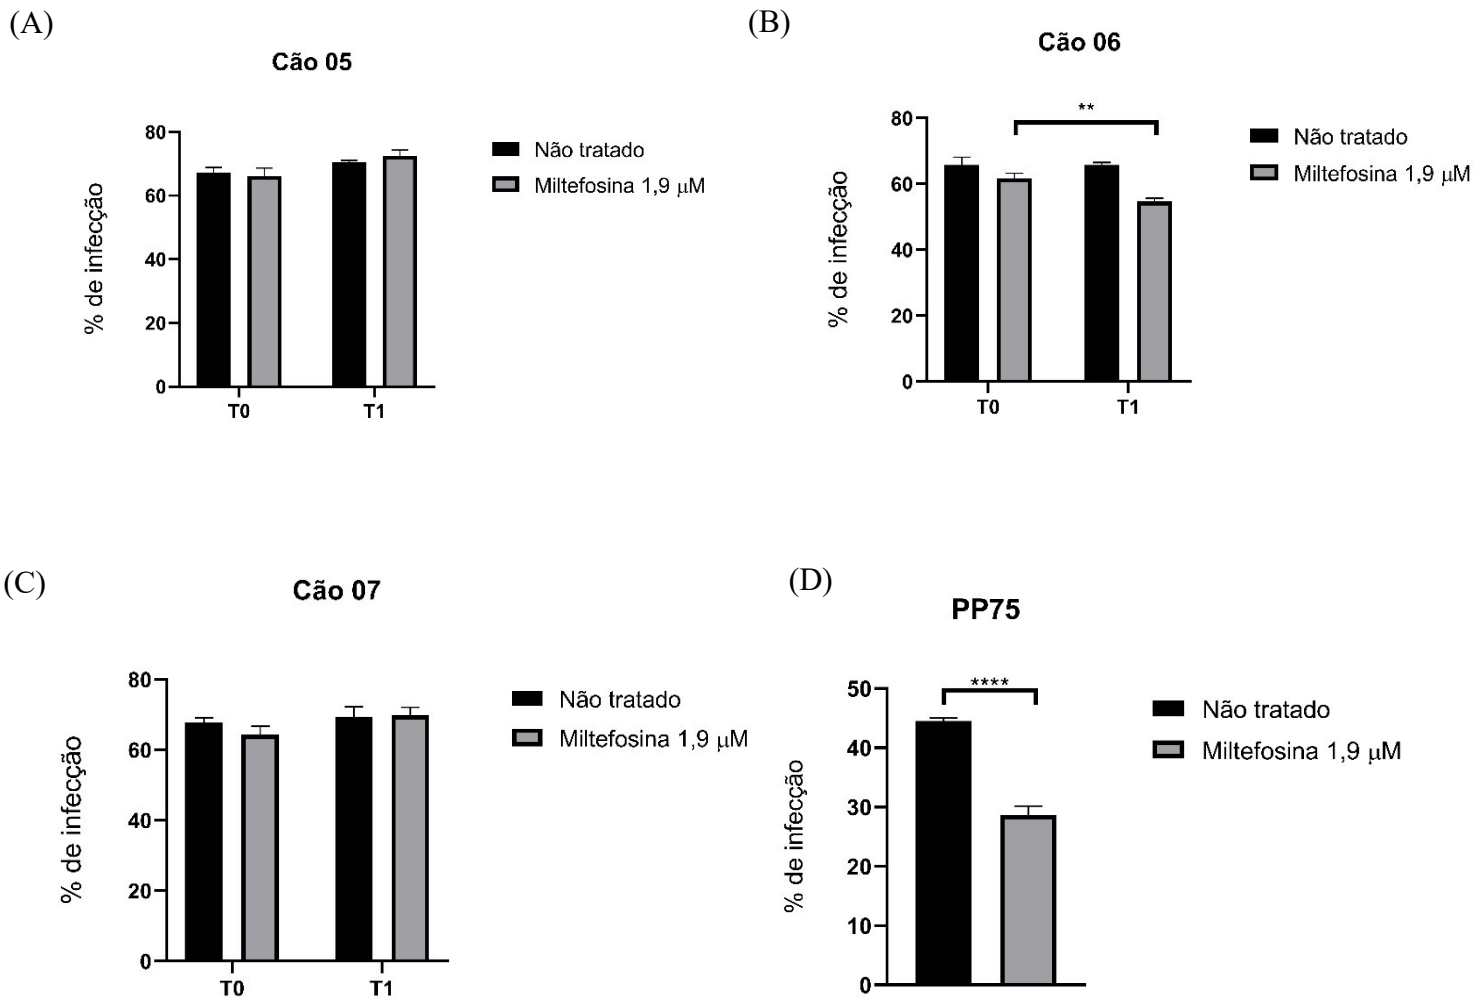 (A)
Cão 05
80
60
40
20
0
% de infecção
T0
T1
Não tratado
Miltefosina 1,9 μM
(B)
Cão 06
**
80
60
40
20
0
% de infecção
T0
T1
Não tratado
Miltefosina 1,9 μM
(C)
Cão 07
80
60
40
20
0
% de infecção
T0
T1
Não tratado
Miltefosina 1,9 μM
(D)
PP75
****
50
40
30
20
10
0
% de infecção
Não tratado
Miltefosina 1,9 μM